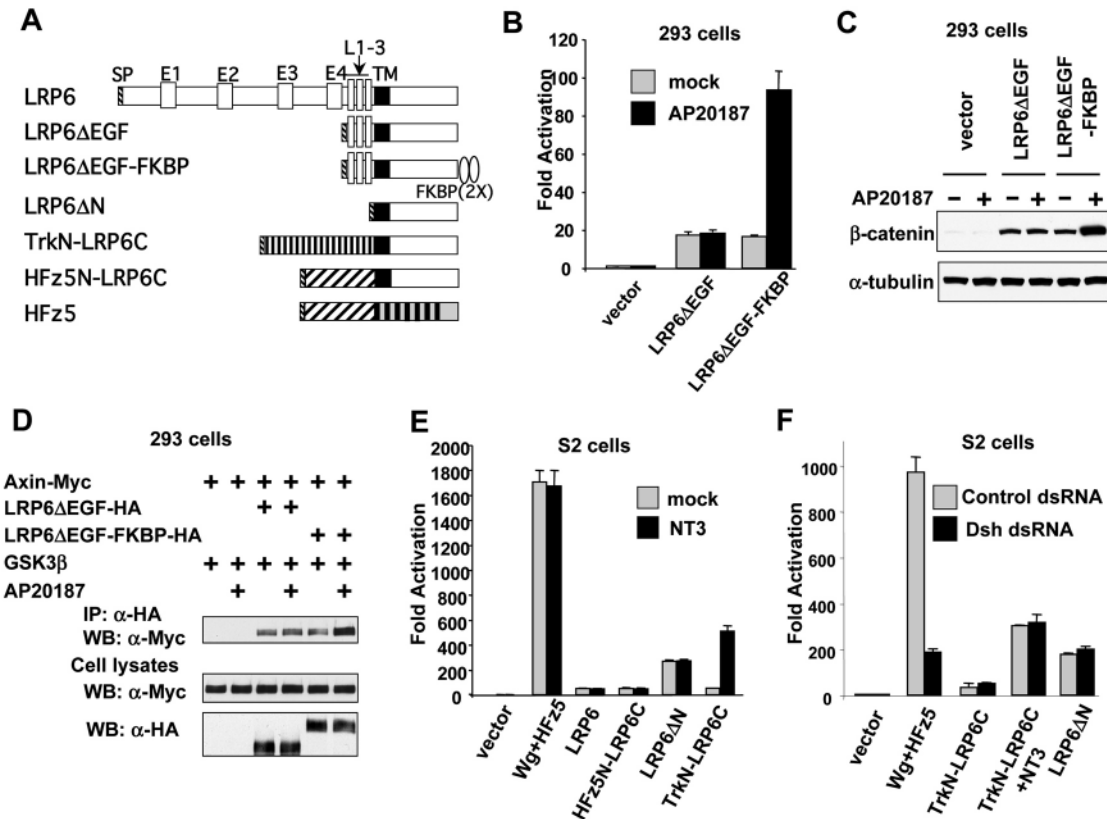 A
L1-3
SP E1 E2 E3 E4 TM
LRP6
LRP6ΔEGF
LRP6ΔEGF-FKBP
FKBP(2X)
LRP6ΔN
TrkN-LRP6C
HFz5N-LRP6C
HFz5
B
293 cells
Fold Activation
120
100
80
60
40
20
0
mock
AP20187
vector
LRP6ΔEGF
LRP6ΔEGF-FKBP
C
293 cells
vector
LRP6ΔEGF
LRP6ΔEGF
-FKBP
AP20187 − + − + − +
β-catenin
α-tubulin
D
293 cells
Axin-Myc + + + + + +
LRP6ΔEGF-HA + +
LRP6ΔEGF-FKBP-HA + +
GSK3β + + + + + +
AP20187 + + +
IP: α-HA
WB: α-Myc
Cell lysates
WB: α-Myc
WB: α-HA
E
S2 cells
Fold Activation
2000
1800
1600
1400
1200
1000
800
600
400
200
0
mock
NT3
vector
Wg+HFz5
LRP6
HFz5N-LRP6C
LRP6ΔN
TrkN-LRP6C
F
S2 cells
Fold Activation
1000
800
600
400
200
0
Control dsRNA
Dsh dsRNA
vector
Wg+HFz5
TrkN-LRP6C
TrkN-LRP6C
+NT3
LRP6ΔN